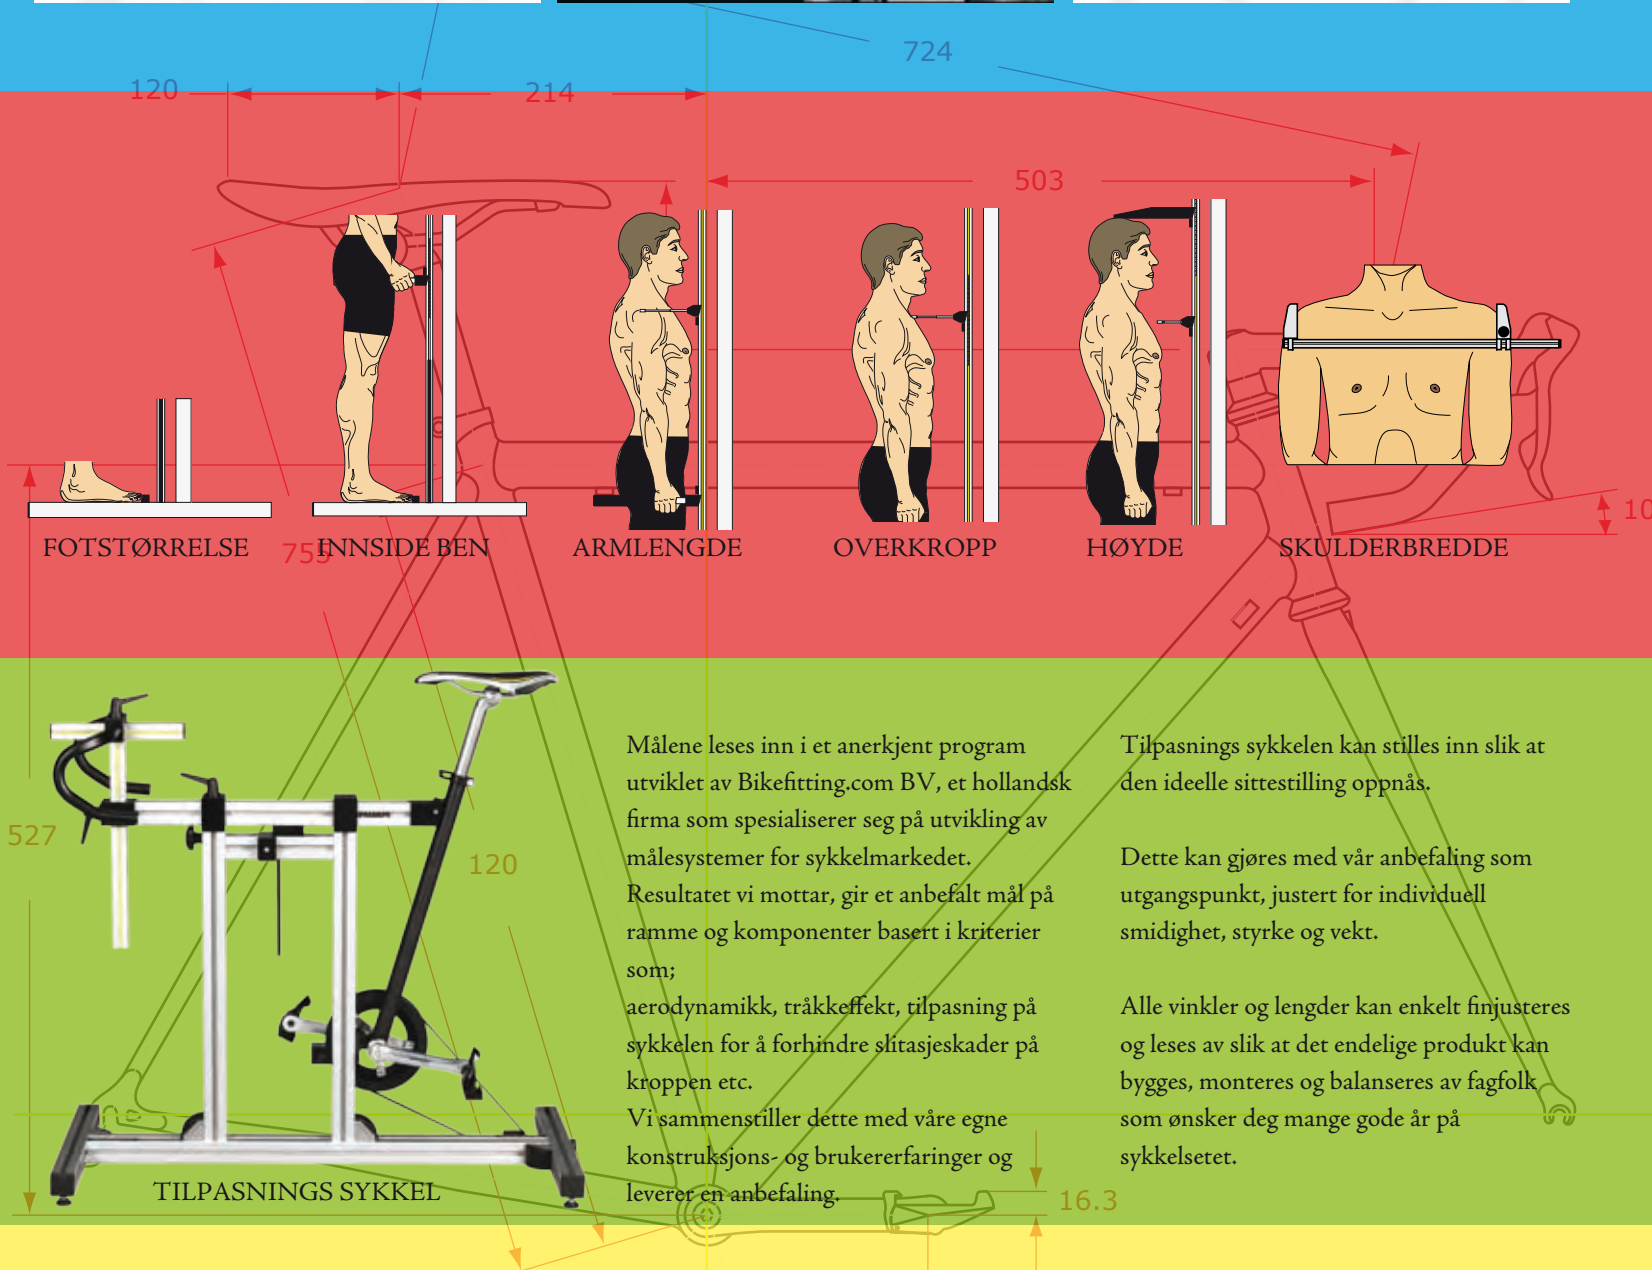 724
120
214
503
10
FOTSTØRRELSE
755
INNSIDE BEN
ARMLENGDE
OVERKROPP
HØYDE
SKULDERBREDDE
527
120
TILPASNINGS SYKKEL
Målene leses inn i et anerkjent program
utviklet av Bikefitting.com BV, et hollandsk
firma som spesialiserer seg på utvikling av
målesystemer for sykkelmarkedet.
Resultatet vi mottar, gir et anbefalt mål på
ramme og komponenter basert i kriterier
som;
aerodynamikk, tråkkeffekt, tilpasning på
sykkelen for å forhindre slitasjeskader på
kroppen etc.
Vi sammenstiller dette med våre egne
konstruksjons- og brukererfaringer og
leverer en anbefaling.
Tilpasnings sykkelen kan stilles inn slik at
den ideelle sittestilling oppnås.
Dette kan gjøres med vår anbefaling som
utgangspunkt, justert for individuell
smidighet, styrke og vekt.
Alle vinkler og lengder kan enkelt finjusteres
og leses av slik at det endelige produkt kan
bygges, monteres og balanseres av fagfolk
som ønsker deg mange gode år på
sykkelsetet.
16.3